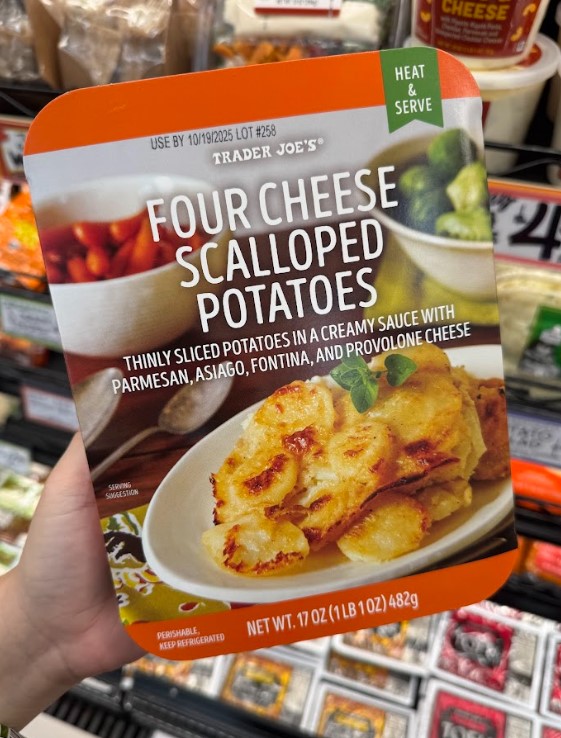 CHEESE
HEAT
&
SERVE
USE BY 10/19/2025 LOT #258
TRADER JOE'S®
FOUR CHEESE
SCALLOPED
POTATOES
THINLY SLICED POTATOES IN A CREAMY SAUCE WITH
PARMESAN, ASIAGO, FONTINA, AND PROVOLONE CHEESE
SERVING
SUGGESTION
PERISHABLE,
KEEP REFRIGERATED
NET WT. 17 OZ (1 LB 1 OZ) 482g